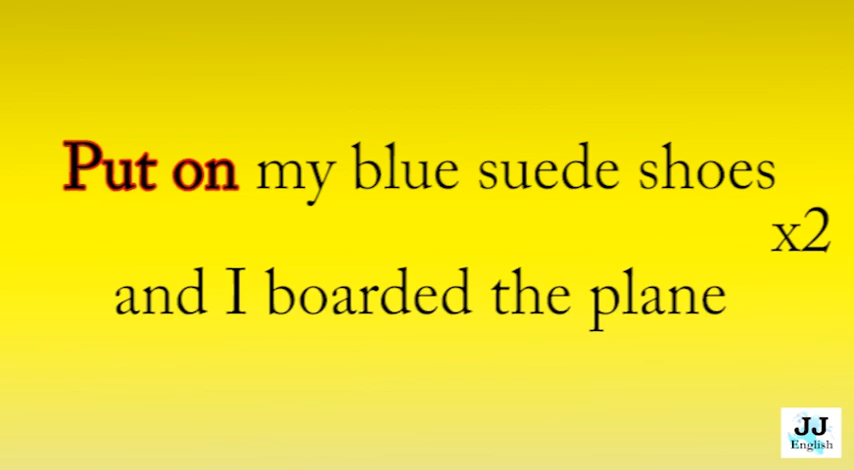 Put on my blue suede shoes
x2
and I boarded the plane
JJ
English